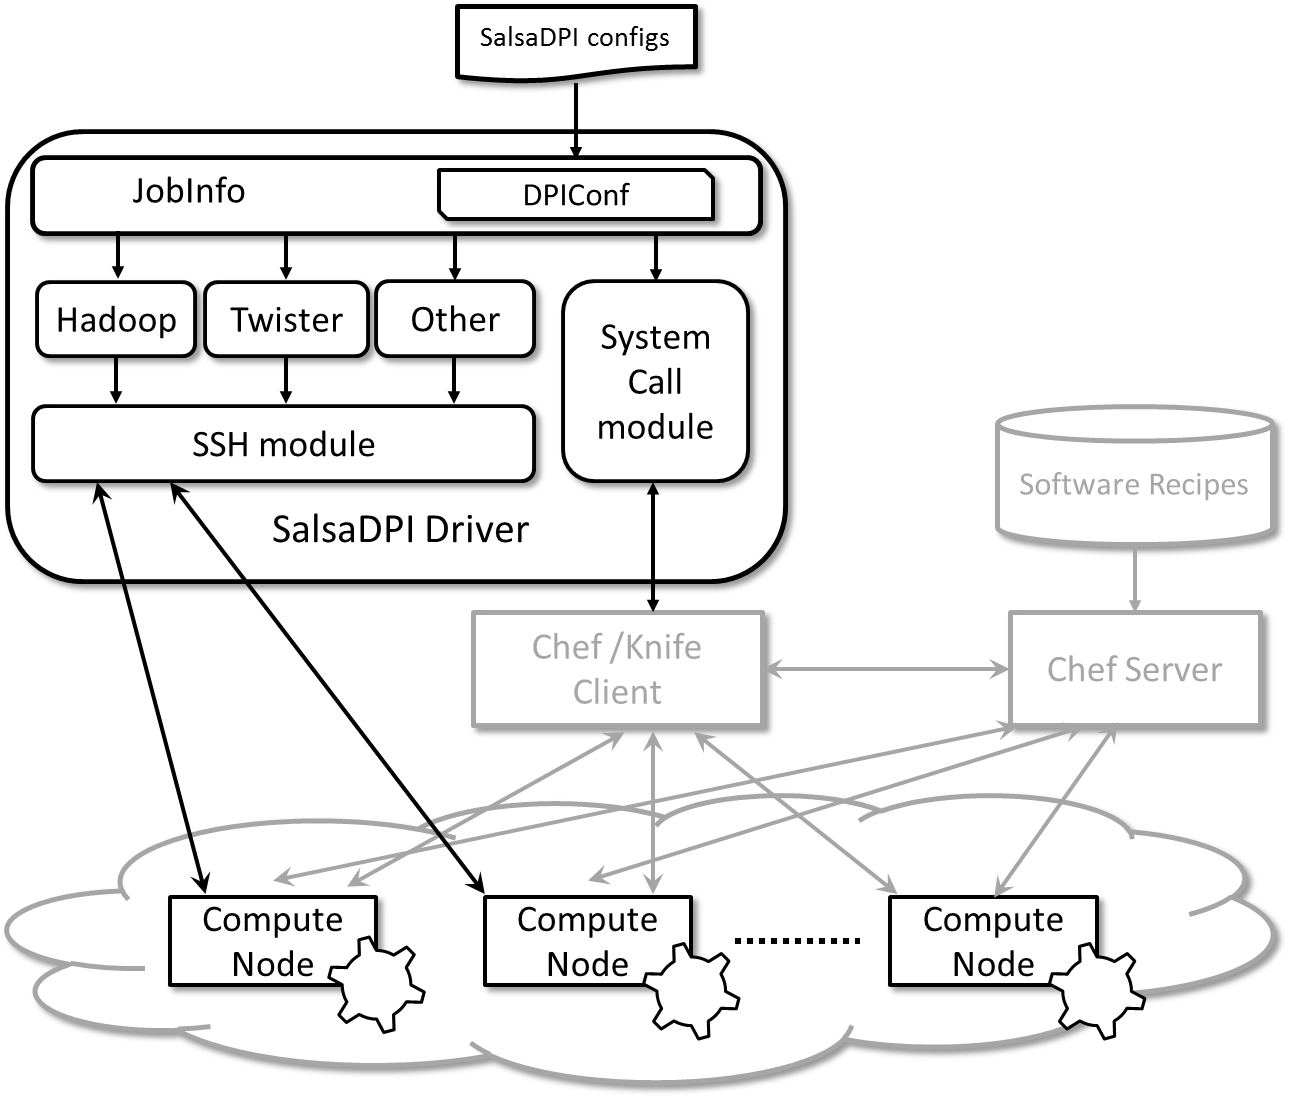 SalsaDPI configs
JobInfo
DPIConf
Hadoop
Twister
Other
System
Call
module
SSH module
SalsaDPI Driver
Software Recipes
Chef /Knife
Client
Chef Server
Compute
Node
Compute
Node
Compute
Node